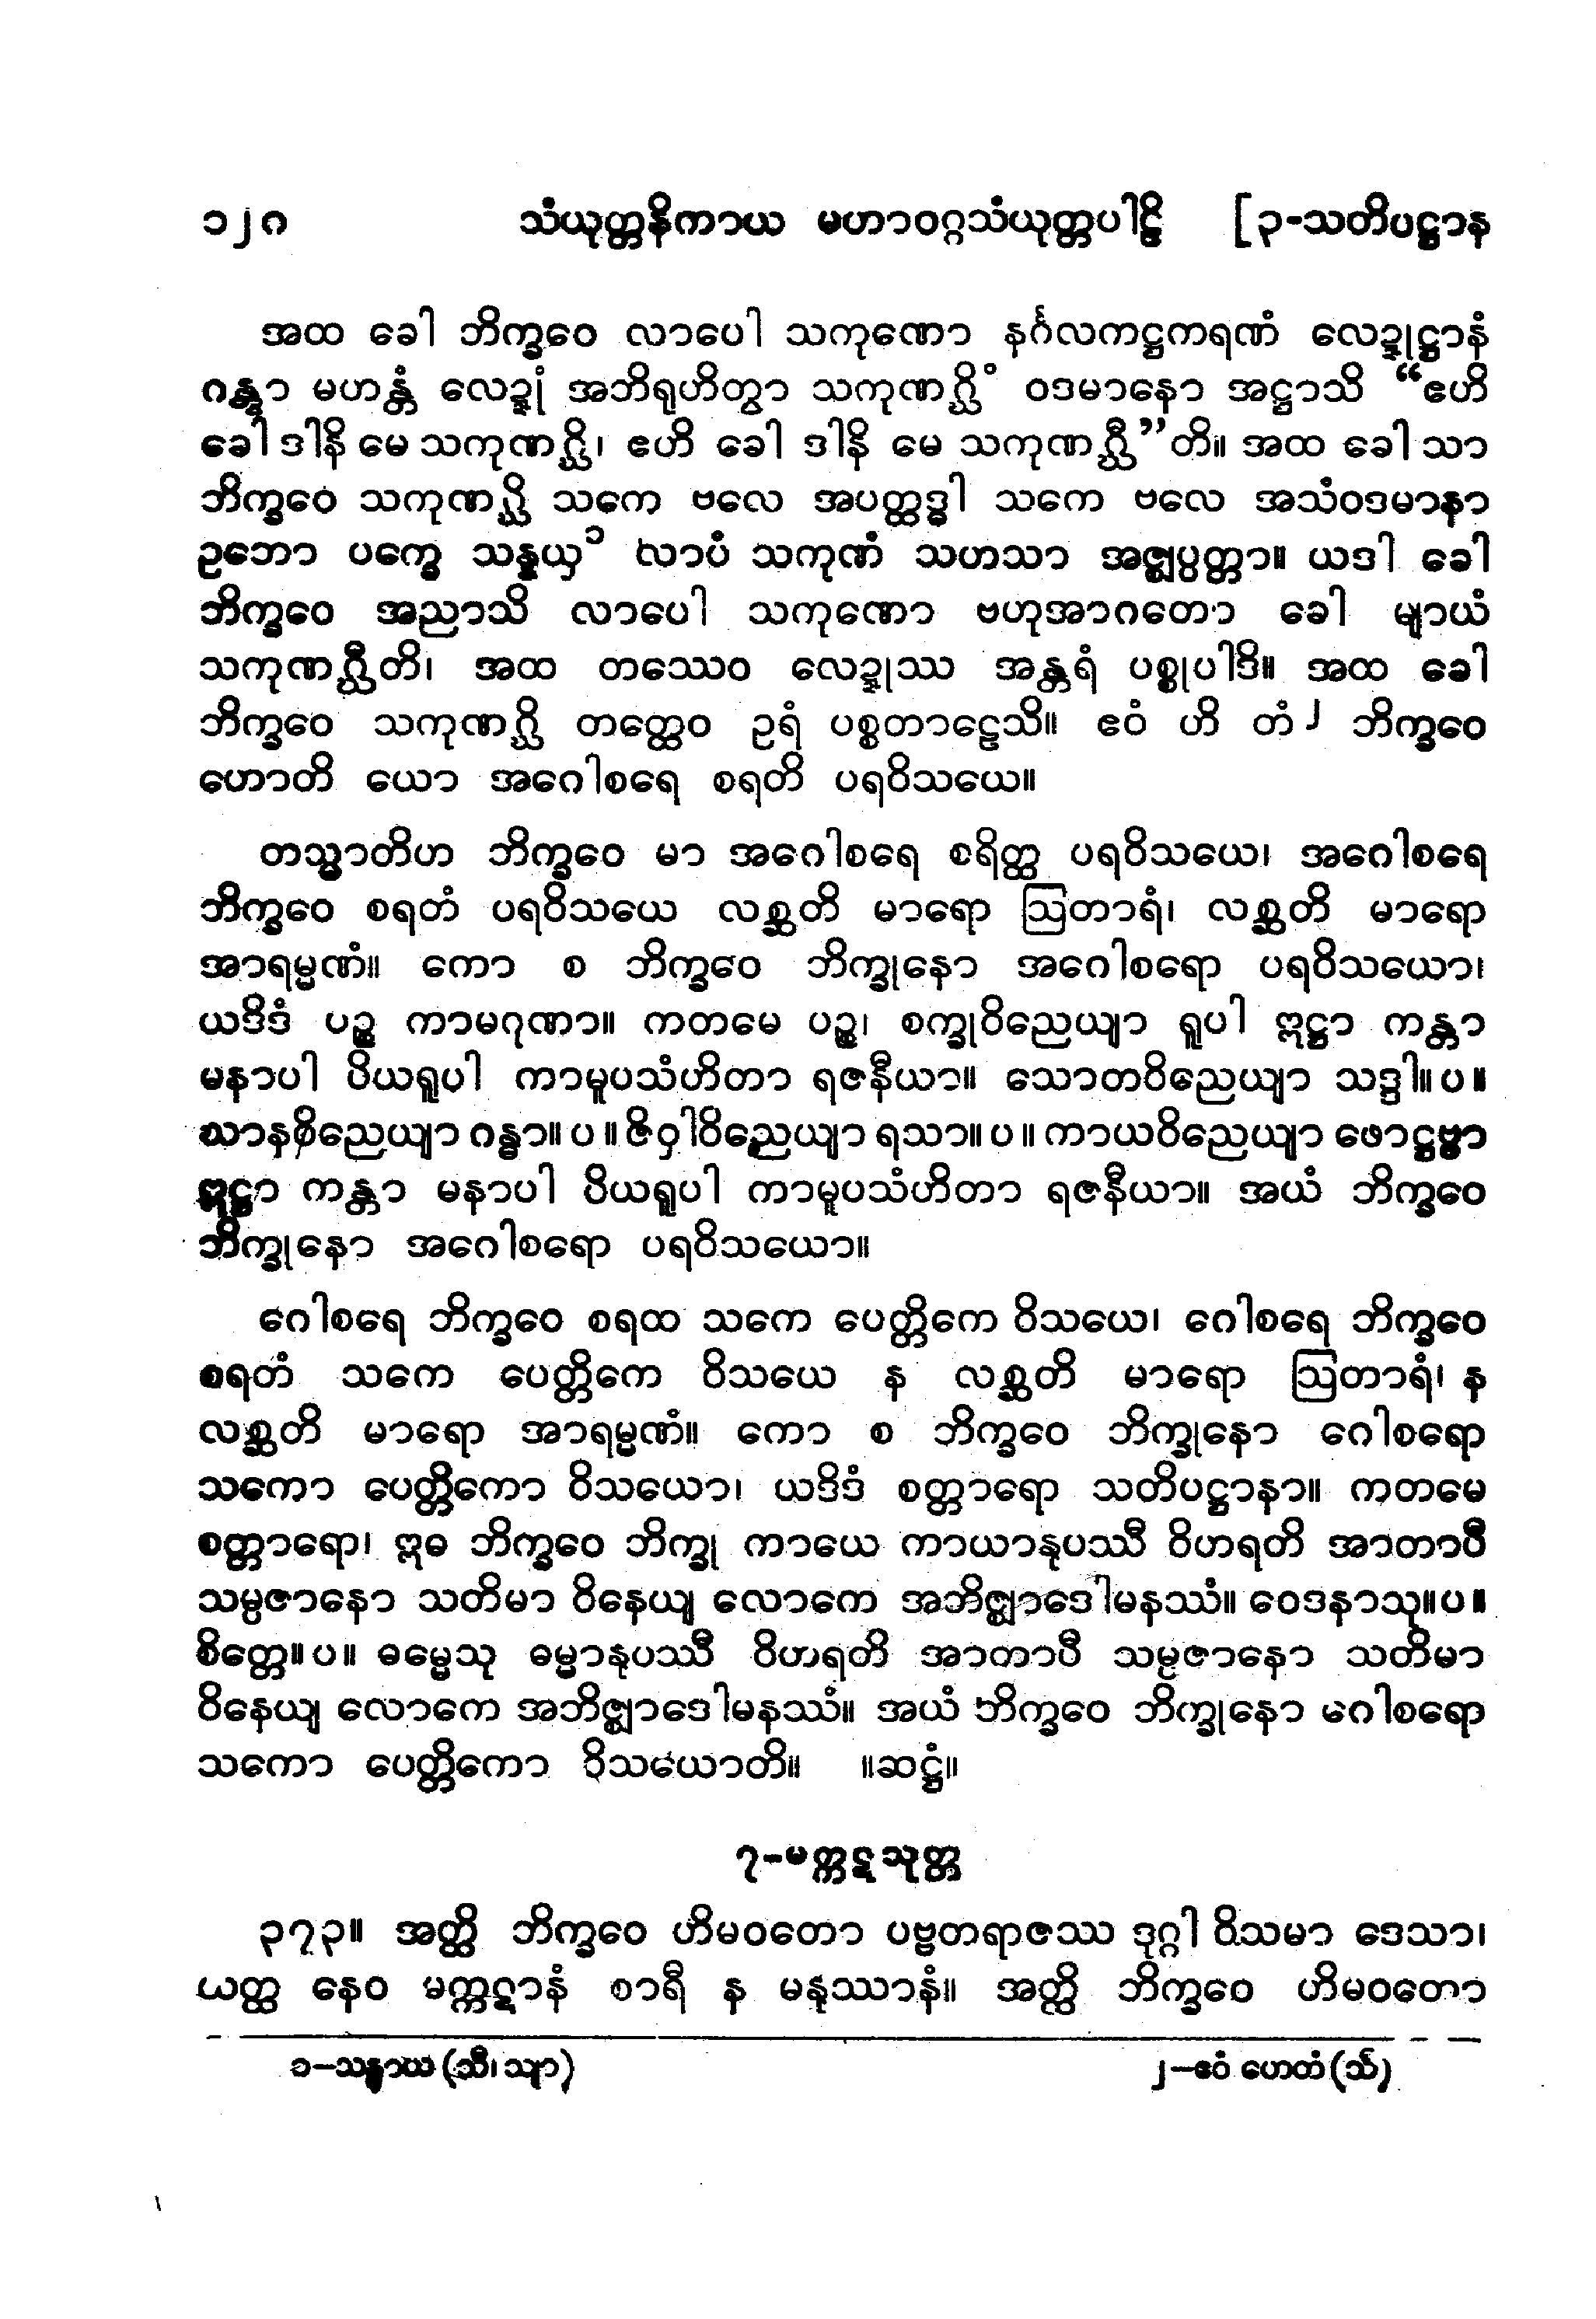 ၁၂၈ သံယုတ္တနိကာယ မဟာဝဂ္ဂသံယုတ္တပါဠိ [၃-သတိပဋ္ဌာန
အထ ခေါ ဘိက္ခဝေ လာပေါ သကုဏော နင်္ဂလကဋ္ဌကရဏံ လေဍ္ဍုဋ္ဌာနံ
ဂန္တွာ မဟန္တံ လေဍ္ဍုံ အဘိရုဟိတွာ သကုဏဂ္ဃိံ ဝဒမာနော အဋ္ဌာသိ “ဧဟိ
ခေါ ဒါနိ မေ သကုဏဂ္ဃိ၊ ဧဟိ ခေါ ဒါနိ မေ သကုဏဂ္ဃီ”တိ။ အထ ခေါ သာ
ဘိက္ခဝေ သကုဏဂ္ဃိ သကေ ဗလေ အပတ္ထဒ္ဓါ သကေ ဗလေ အသံဝဒမာနာ
ဥဘော ပက္ခေ သန္နယှ၁ လာပံ သကုဏံ သဟသာ အဇ္ဈပ္ပတ္တာ။ ယဒါ ခေါ
ဘိက္ခဝေ အညာသိ လာပေါ သကုဏော ဗဟုအာဂတော ခေါ မျာယံ
သကုဏဂ္ဃီတိ၊ အထ တဿေဝ လေဍ္ဍုဿ အန္တရံ ပစ္စုပါဒိ။ အထ ခေါ
ဘိက္ခဝေ သကုဏဂ္ဃိ တတ္ထေဝ ဥရံ ပစ္စတာဠေသိ။ ဧဝံ ဟိ တံ၂ ဘိက္ခဝေ
ဟောတိ ယော အဂေါစရေ စရတိ ပရဝိသယေ။
တသ္မာတိဟ ဘိက္ခဝေ မာ အဂေါစရေ စရိတ္ထ ပရဝိသယေ၊ အဂေါစရေ
ဘိက္ခဝေ စရတံ ပရဝိသယေ လစ္ဆတိ မာရော ဩတာရံ၊ လစ္ဆတိ မာရော
အာရမ္မဏံ။ ကော စ ဘိက္ခဝေ ဘိက္ခုနော အဂေါစရော ပရဝိသယော၊
ယဒိဒံ ပဉ္စ ကာမဂုဏာ။ ကတမေ ပဉ္စ၊ စက္ခုဝိညေယျာ ရူပါ ဣဋ္ဌာ ကန္တာ
မနာပါ ပိယရူပါ ကာမူပသံဟိတာ ရဇနီယာ။ သောတဝိညေယျာ သဒ္ဒါ။ ပ။
ဃာနဝိညေယျာ ဂန္ဓာ။ ပ။ ဇိဝှါဝိညေယျာ ရသာ။ ပ။ ကာယဝိညေယျာ ဖောဋ္ဌဗ္ဗာ
ဣဋ္ဌာ ကန္တာ မနာပါ ပိယရူပါ ကာမူပသံဟိတာ ရဇနီယာ။ အယံ ဘိက္ခဝေ
ဘိက္ခုနော အဂေါစရော ပရဝိသယော။
ဂေါစရေ ဘိက္ခဝေ စရထ သကေ ပေတ္တိကေ ဝိသယေ၊ ဂေါစရေ ဘိက္ခဝေ
စရတံ သကေ ပေတ္တိကေ ဝိသယေ န လစ္ဆတိ မာရော ဩတာရံ၊ န
လစ္ဆတိ မာရော အာရမ္မဏံ။ ကော စ ဘိက္ခဝေ ဘိက္ခုနော ဂေါစရော
သကော ပေတ္တိကော ဝိသယော၊ ယဒိဒံ စတ္တာရော သတိပဋ္ဌာနာ။ ကတမေ
စတ္တာရော၊ ဣဓ ဘိက္ခဝေ ဘိက္ခု ကာယေ ကာယာနုပဿီ ဝိဟရတိ အာတာပီ
သမ္ပဇာနော သတိမာ ဝိနေယျ လောကေ အဘိဇ္ဈာဒေါမနဿံ။ ဝေဒနာသု။ပ။
စိတ္တေ။ ပ။ ဓမ္မေသု ဓမ္မာနုပဿီ ဝိဟရတိ အာတာပီ သမ္ပဇာနော သတိမာ
ဝိနေယျ လောကေ အဘိဇ္ဈာဒေါမနဿံ။ အယံ ဘိက္ခဝေ ဘိက္ခုနော ဂေါစရော
သကော ပေတ္တိကော ဝိသယောတိ။ ။ဆဋ္ဌံ။
၇-မက္ကဋသုတ္တ
၃၇၃။ အတ္ထိ ဘိက္ခဝေ ဟိမဝတော ပဗ္ဗတရာဇဿ ဒုဂ္ဂါ ဝိသမာ ဒေသာ၊
ယတ္ထ နေဝ မက္ကဋာနံ စာရီ န မနုဿာနံ။ အတ္ထိ ဘိက္ခဝေ ဟိမဝတော
၁-သန္ဓာယ (သီ၊ သျာ) ၂-ဧဝံ ဟေတံ (သီ)